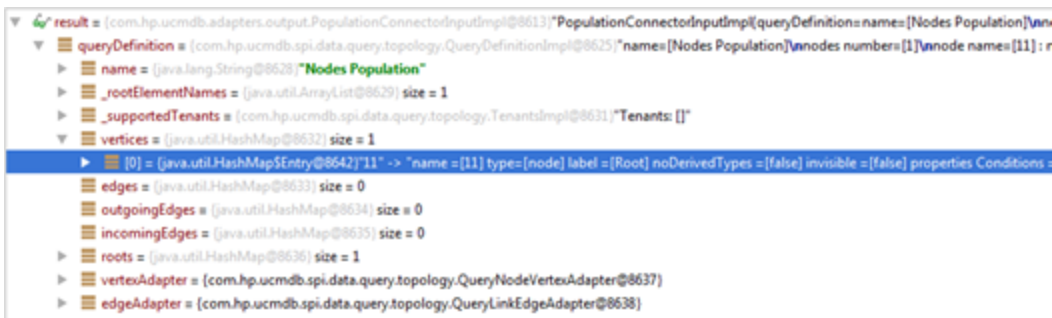 result = {com.hp.ucmdb.adapters.output.PopulationConnectorInputImpl@8613}"PopulationConnectorInputImpl{queryDefinition=name=[Nodes Population]\n
queryDefinition = {com.hp.ucmdb.spi.data.query.topology.QueryDefinitionImpl@8625}"name=[Nodes Population]\nnodes number=[1]\nnode name=[11] :
name = {java.lang.String@8628}"Nodes Population"
_rootElementNames = {java.util.ArrayList@8629} size = 1
_supportedTenants = {com.hp.ucmdb.spi.data.query.topology.TenantsImpl@8631}"Tenants: []"
vertices = {java.util.HashMap@8632} size = 1
[0] = {java.util.HashMap$Entry@8642}"11" -> "name =[11] type=[node] label =[Root] noDerivedTypes =[false] invisible =[false] properties Conditions =
edges = {java.util.HashMap@8633} size = 0
outgoingEdges = {java.util.HashMap@8634} size = 0
incomingEdges = {java.util.HashMap@8635} size = 0
roots = {java.util.HashMap@8636} size = 1
vertexAdapter = {com.hp.ucmdb.spi.data.query.topology.QueryNodeVertexAdapter@8637}
edgeAdapter = {com.hp.ucmdb.spi.data.query.topology.QueryLinkEdgeAdapter@8638}